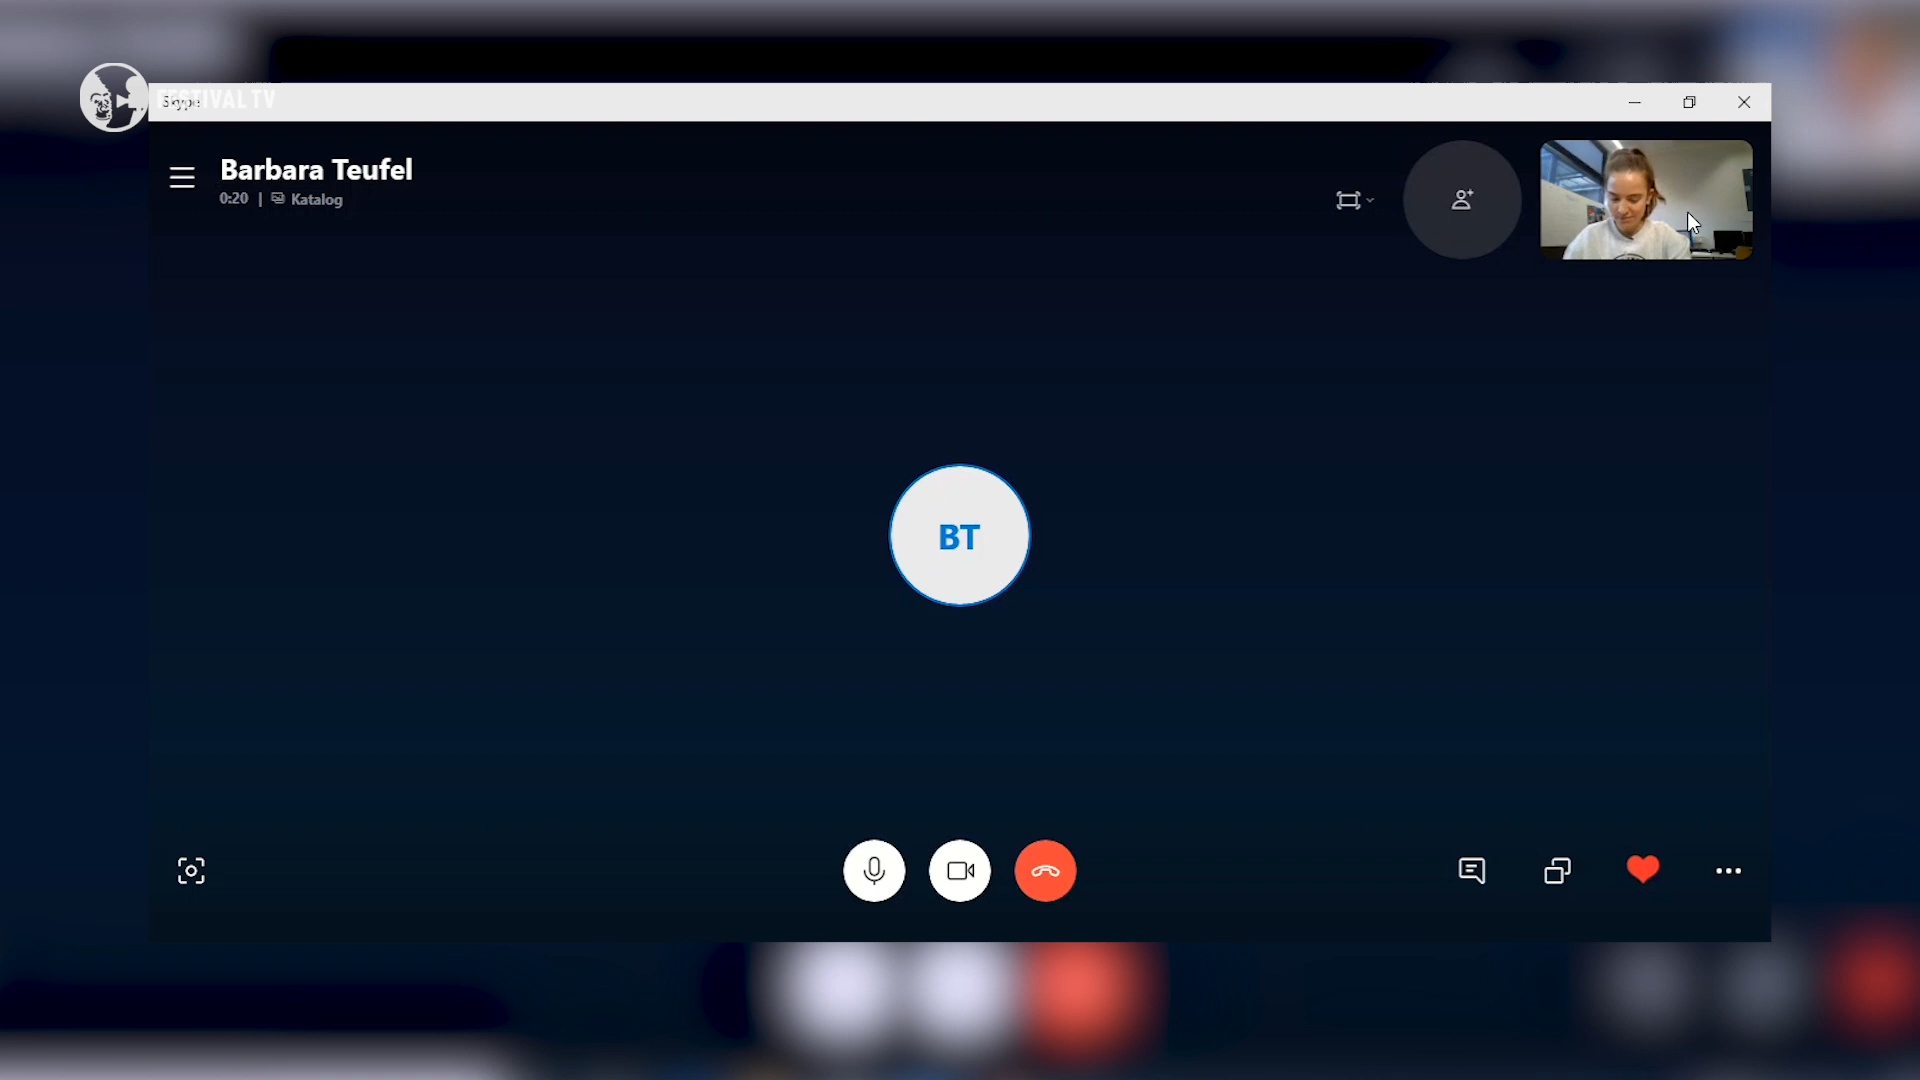 FESTIVAL TV
Skype
Barbara Teufel
0:20 | Katalog
BT